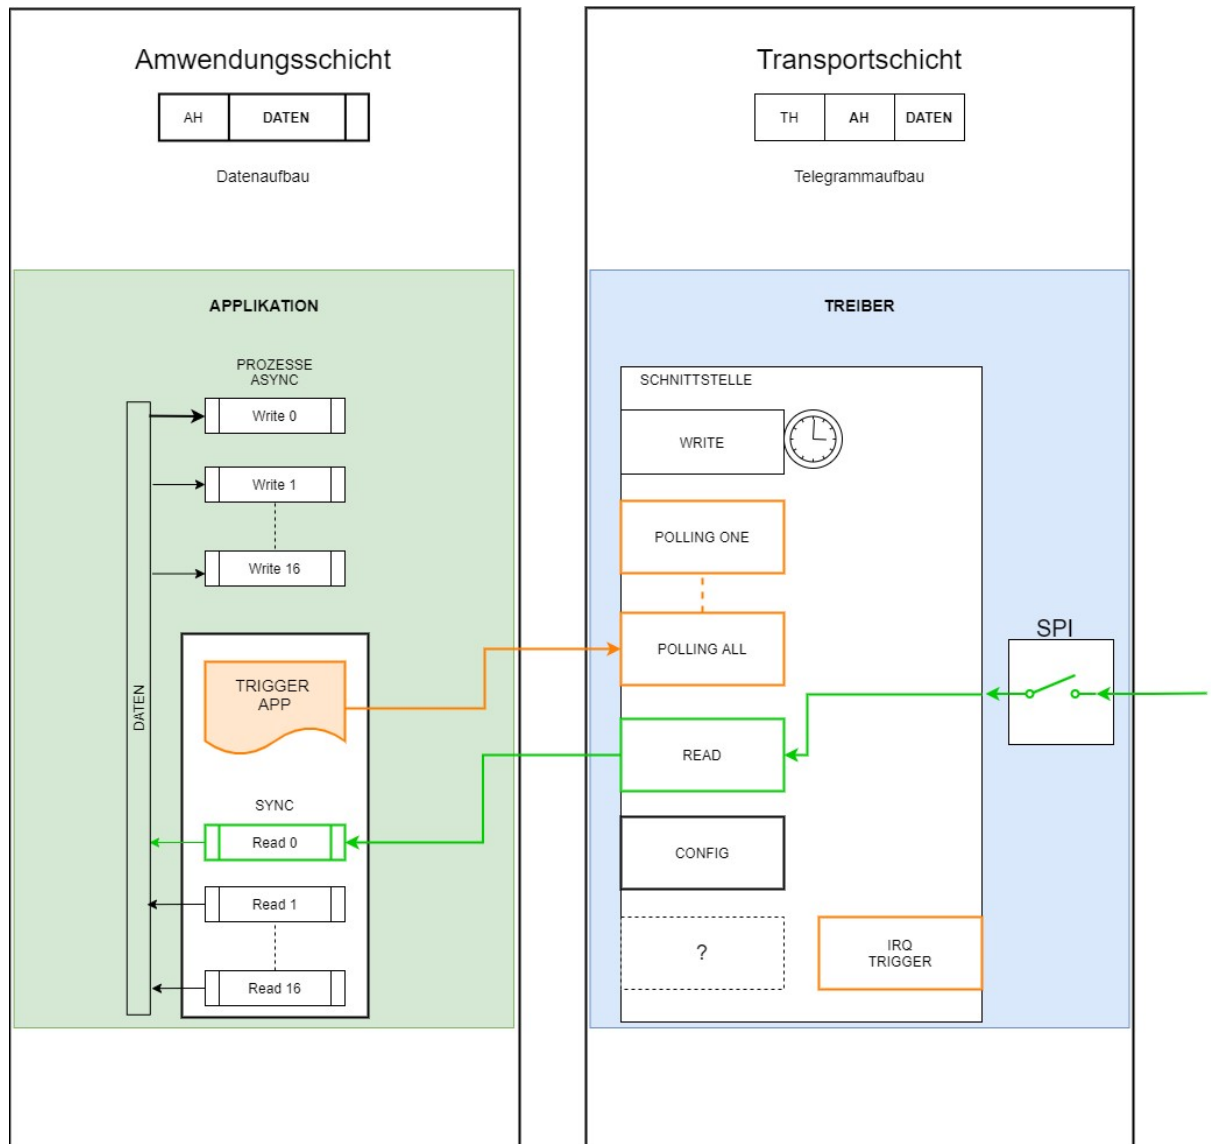 Amwendungsschicht
AH
DATEN
Datenaufbau
APPLIKATION
PROZESSE
ASYNC
Write 0
Write 1
Write 16
DATEN
TRIGGER
APP
SYNC
Read 0
Read 1
Read 16
Transportschicht
TH
AH
DATEN
Telegrammaufbau
TREIBER
SCHNITTSTELLE
WRITE
POLLING ONE
POLLING ALL
READ
CONFIG
?
IRQ
TRIGGER
SPI